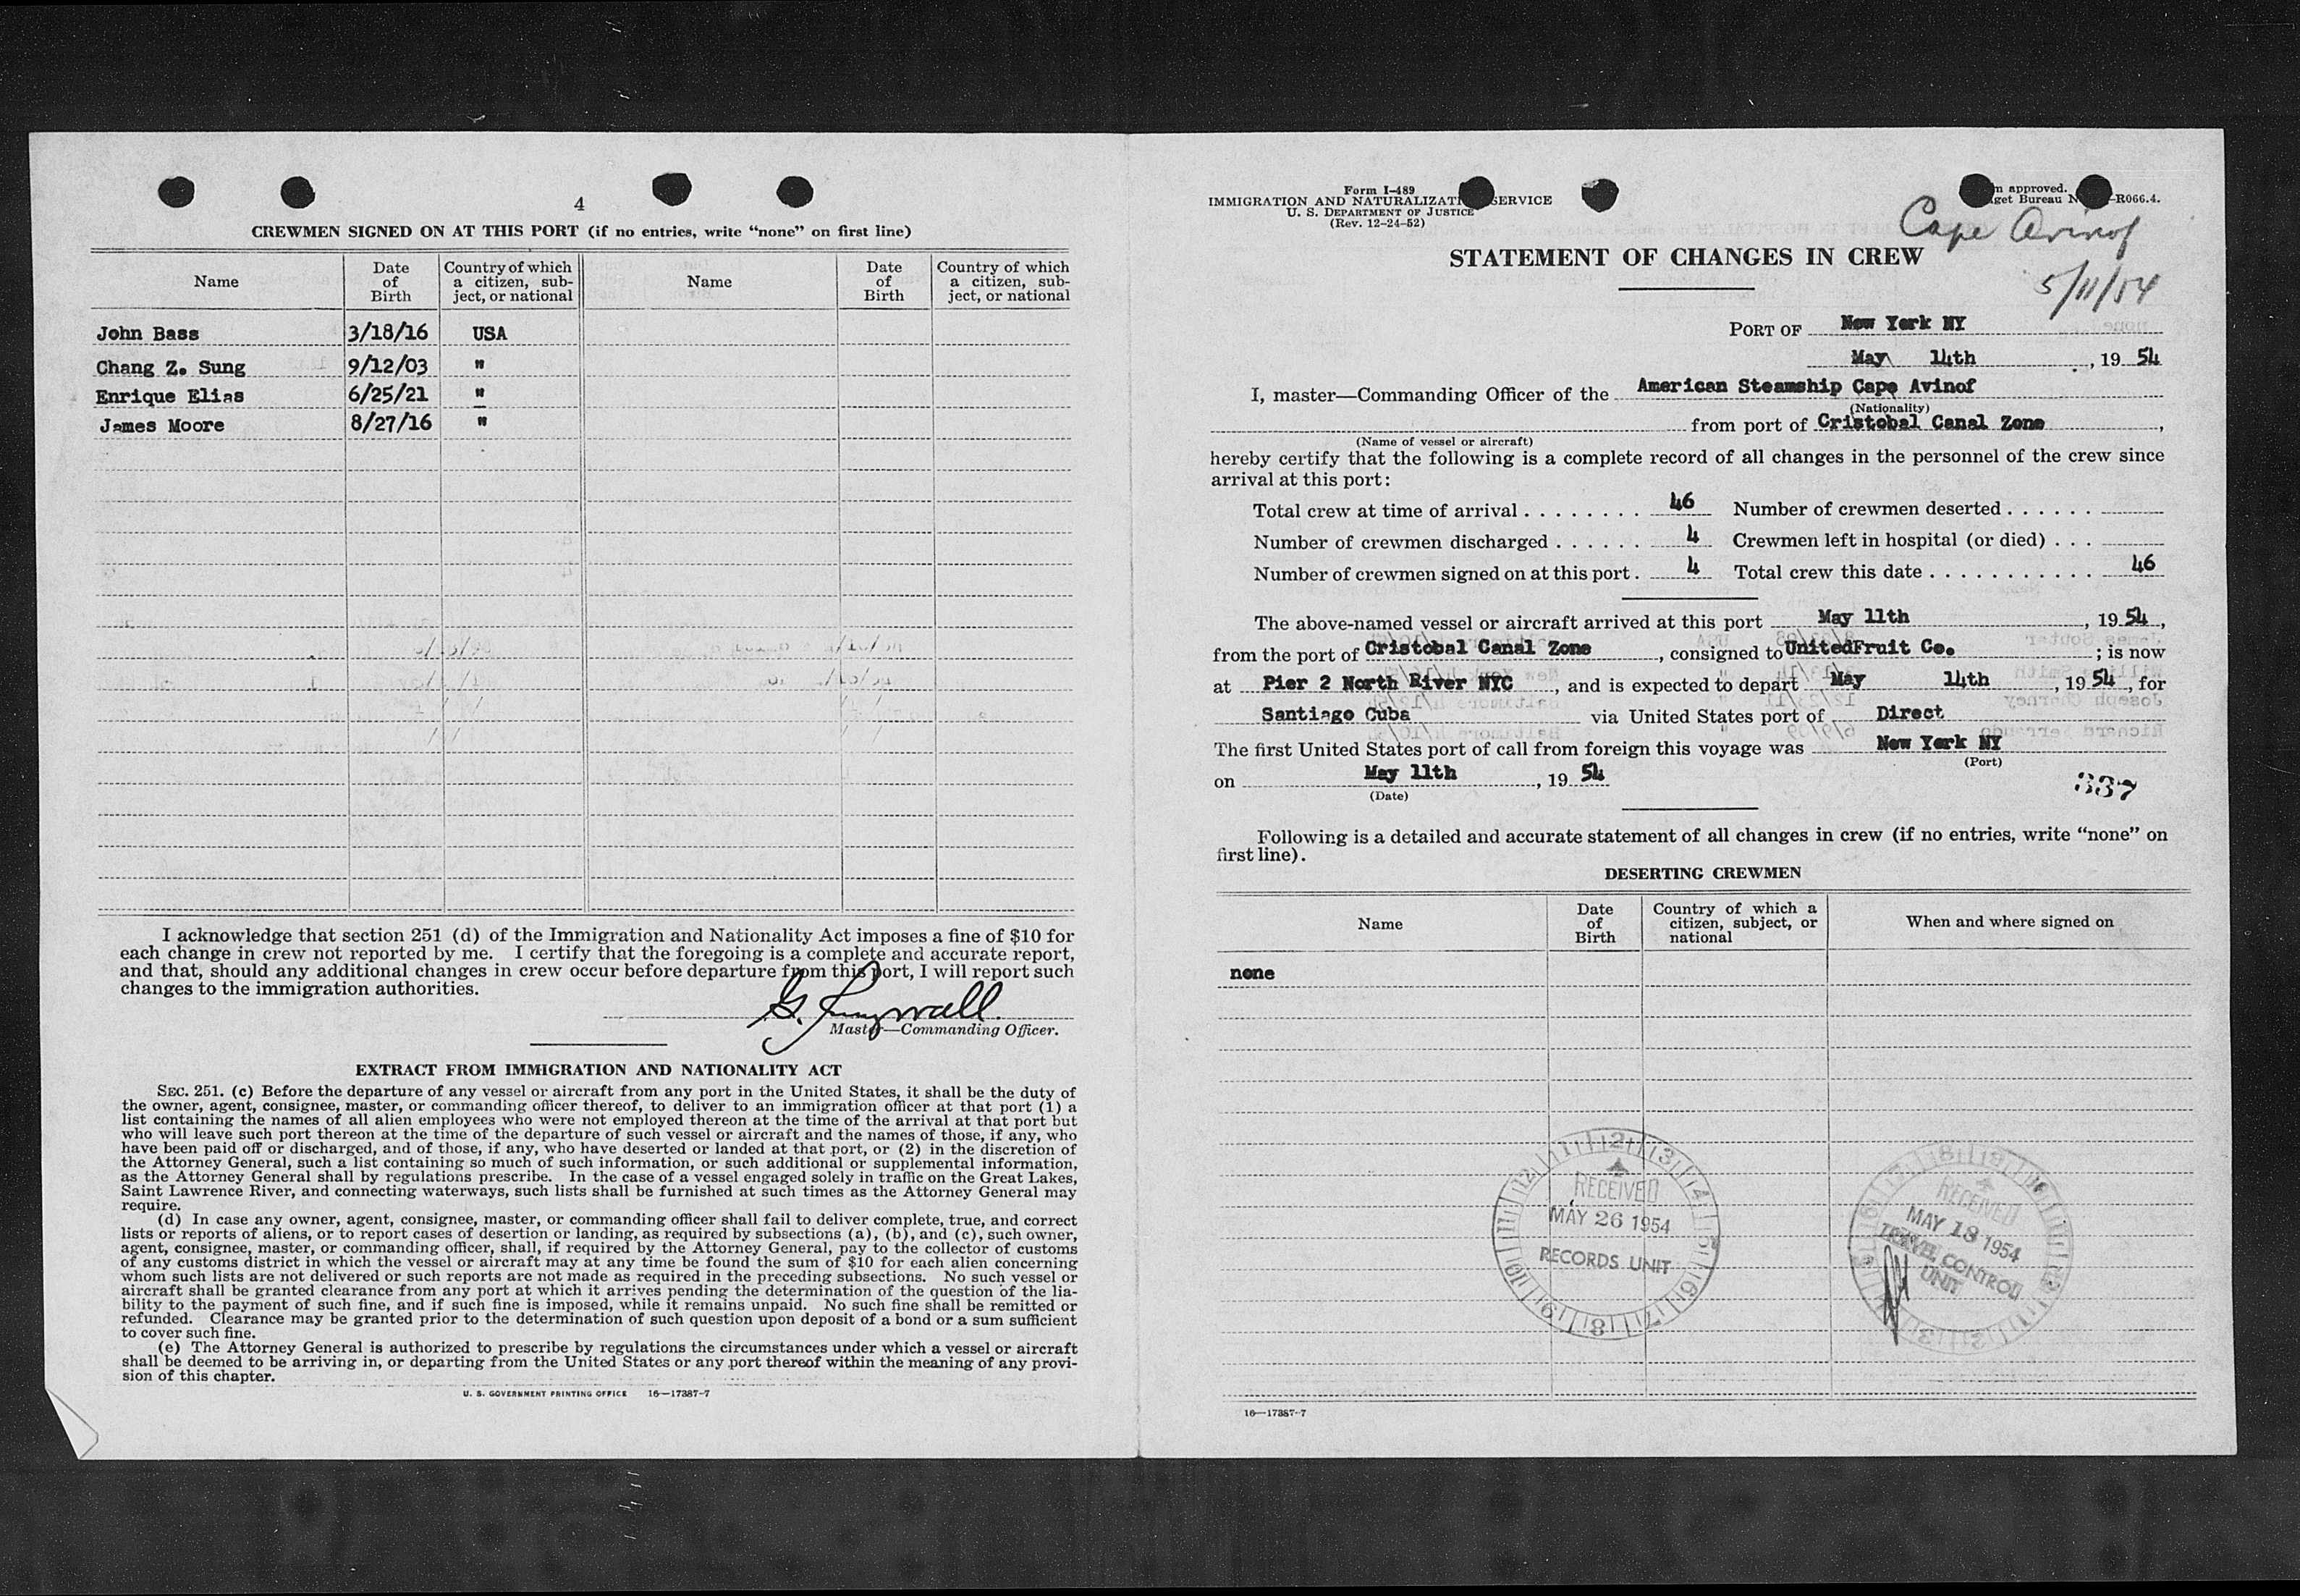 4
CREWMEN SIGNED ON AT THIS PORT (if no entries, write “none” on first line)
Name
Date of Birth
Country of which a citizen, subject, or national
Name
Date of Birth
Country of which a citizen, subject, or national
John Bass 3/18/16 USA
Chang Z. Sung 9/12/03 "
Enrique Elias 6/25/21 "
James Moore 8/27/16 "
I acknowledge that section 251 (d) of the Immigration and Nationality Act imposes a fine of $10 for
each change in crew not reported by me. I certify that the foregoing is a complete and accurate report,
and that, should any additional changes in crew occur before departure from this port, I will report such
changes to the immigration authorities.
G.
Master—Commanding Officer.
EXTRACT FROM IMMIGRATION AND NATIONALITY ACT
SEC. 251. (c) Before the departure of any vessel or aircraft from any port in the United States, it shall be the duty of
the owner, agent, consignee, master, or commanding officer thereof, to deliver to an immigration officer at that port (1) a
list containing the names of all alien employees who were not employed thereon at the time of the arrival at that port but
who will leave such port thereon at the time of the departure of such vessel or aircraft and the names of those, if any, who
have been paid off or discharged, and of those, if any, who have deserted or landed at that port, or (2) in the discretion of
the Attorney General, such a list containing so much of such information, or such additional or supplemental information,
as the Attorney General shall by regulations prescribe. In the case of a vessel engaged solely in traffic on the Great Lakes,
Saint Lawrence River, and connecting waterways, such lists shall be furnished at such times as the Attorney General may
require.
(d) In case any owner, agent, consignee, master, or commanding officer shall fail to deliver complete, true, and correct
lists or reports of aliens, or to report cases of desertion or landing, as required by subsections (a), (b), and (c), such owner,
agent, consignee, master, or commanding officer, shall, if required by the Attorney General, pay to the collector of customs
of any customs district in which the vessel or aircraft may at any time be found the sum of $10 for each alien concerning
whom such lists are not delivered or such reports are not made as required in the preceding subsections. No such vessel or
aircraft shall be granted clearance from any port at which it arrives pending the determination of the question of the lia-
bility to the payment of such fine, and if such fine is imposed, while it remains unpaid. No such fine shall be remitted or
refunded. Clearance may be granted prior to the determination of such question upon deposit of a bond or a sum sufficient
to cover such fine.
(e) The Attorney General is authorized to prescribe by regulations the circumstances under which a vessel or aircraft
shall be deemed to be arriving in, or departing from the United States or any port thereof within the meaning of any provi-
sion of this chapter.
U. S. GOVERNMENT PRINTING OFFICE 16—17387-7
Form I-489
IMMIGRATION AND NATURALIZATI SERVICE
U. S. DEPARTMENT OF JUSTICE
(Rev. 12-24-52)
n approved.
get Bureau N -R066.4.
Cape Avinof
5/11/54
STATEMENT OF CHANGES IN CREW
PORT OF New York NY
May 14th, 19 54
I, master—Commanding Officer of the American Steamship Cape Avinof
(Nationality)
from port of Cristobal Canal Zone,
(Name of vessel or aircraft)
hereby certify that the following is a complete record of all changes in the personnel of the crew since
arrival at this port:
Total crew at time of arrival . . . . . . . . 46 Number of crewmen deserted . . . . . .
Number of crewmen discharged . . . . . . 4 Crewmen left in hospital (or died) . . .
Number of crewmen signed on at this port . 4 Total crew this date . . . . . . . . . . . 46
The above-named vessel or aircraft arrived at this port May 11th, 19 54,
from the port of Cristobal Canal Zone, consigned to UnitedFruit Co. ; is now
at Pier 2 North River NYC, and is expected to depart May 14th, 19 54, for
Santiago Cuba via United States port of Direct
The first United States port of call from foreign this voyage was New York NY
(Port)
on May 11th, 19 54
(Date)
337
Following is a detailed and accurate statement of all changes in crew (if no entries, write “none” on
first line).
DESERTING CREWMEN
Name
Date of Birth
Country of which a citizen, subject, or national
When and where signed on
none
RECEIVED
MAY 26 1954
RECORDS UNIT
RECEIVED
MAY 18 1954
TRAVEL CONTROL
UNIT
16—17387-7